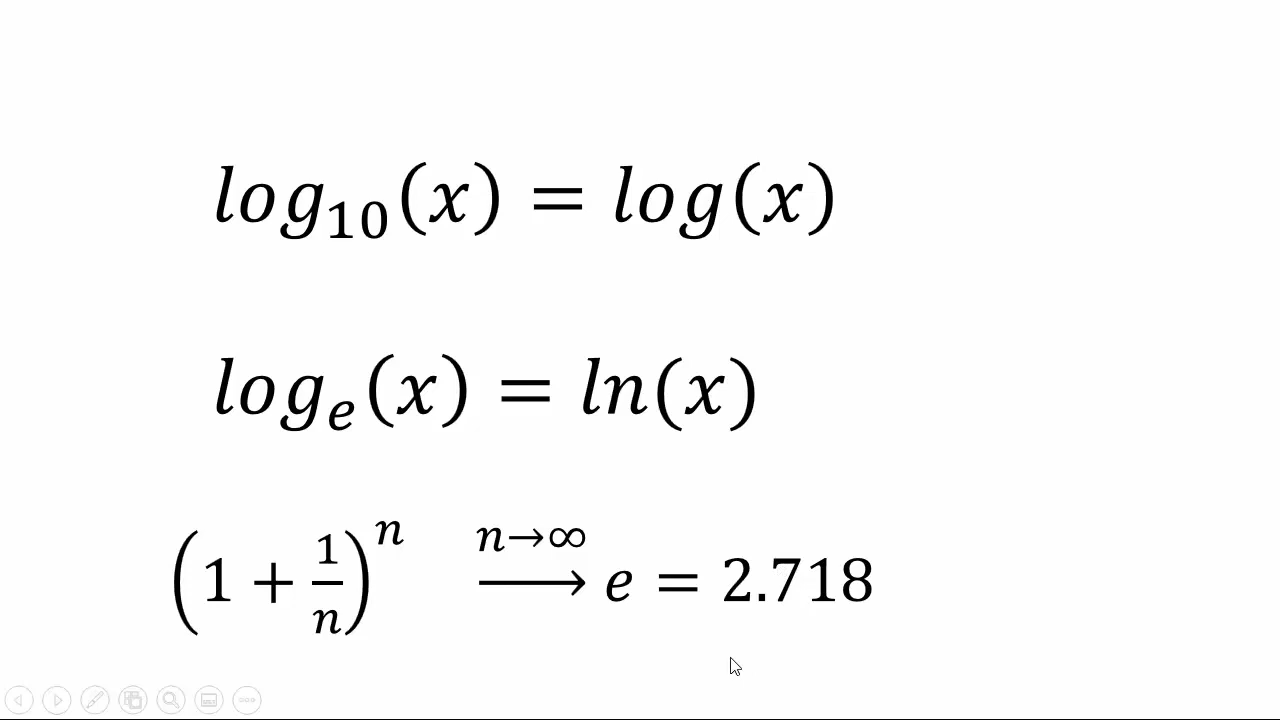 log₁₀(x) = log(x)
logₑ(x) = ln(x)
(1 + 1/n)ⁿ n→∞ ⟶ e = 2.718